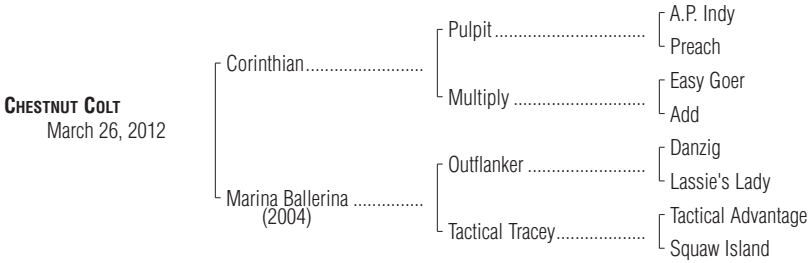 CHESTNUT COLT
March 26, 2012
Corinthian........................
Marina Ballerina ...............
(2004)
Pulpit................................
Multiply ............................
Outflanker .........................
Tactical Tracey...................
A.P. Indy
Preach
Easy Goer
Add
Danzig
Lassie's Lady
Tactical Advantage
Squaw Island